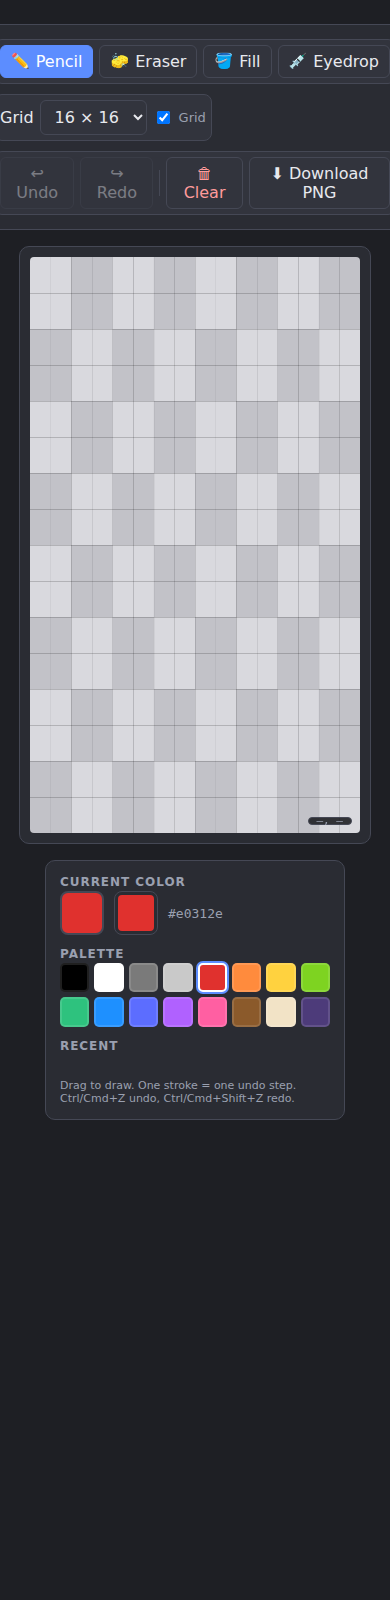 ✏️ Pencil 🧽 Eraser 🪣 Fill 💉 Eyedrop
Grid 16 × 16 Grid
↩ Undo ↪ Redo 🗑 Clear ⬇ Download PNG
—, —
CURRENT COLOR
#e0312e
PALETTE
RECENT
Drag to draw. One stroke = one undo step.
Ctrl/Cmd+Z undo, Ctrl/Cmd+Shift+Z redo.